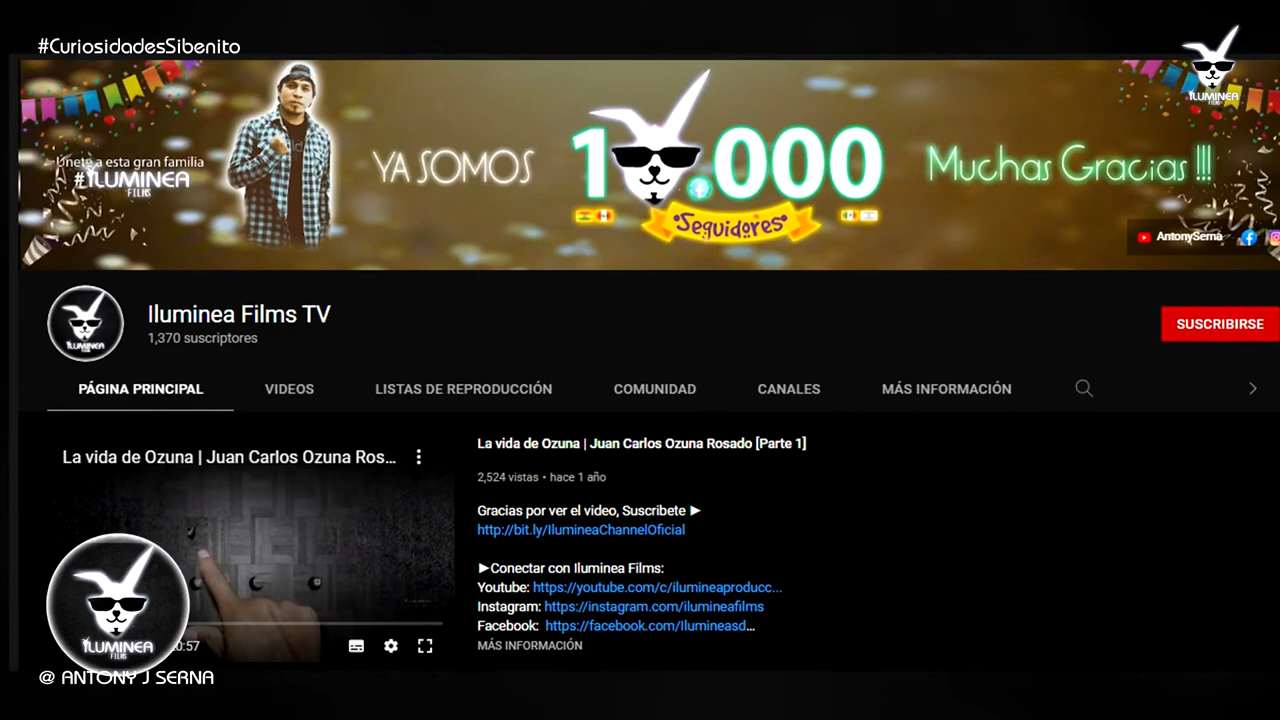 #CuriosidadesSibenito
ILUMINEA
FILMS
Únete a esta gran familia
#ILUMINEA
FILMS
YA SOMOS
10.000
Muchas Gracias !!!
Seguidores
AntonySerna
Iluminea Films TV
1,370 suscriptores
SUSCRIBIRSE
PÁGINA PRINCIPAL
VIDEOS
LISTAS DE REPRODUCCIÓN
COMUNIDAD
CANALES
MÁS INFORMACIÓN
La vida de Ozuna | Juan Carlos Ozuna Ros...
La vida de Ozuna | Juan Carlos Ozuna Rosado [Parte 1]
2,524 vistas • hace 1 año
Gracias por ver el video, Suscribete ►
http://bit.ly/IlumineaChannelOficial
►Conectar con Iluminea Films:
Youtube: https://youtube.com/c/ilumineaproducc...
Instagram: https://instagram.com/ilumineafilms
Facebook: https://facebook.com/Ilumineasd...
MÁS INFORMACIÓN
ILUMINEA
FILMS
0:57
@ ANTONY J SERNA